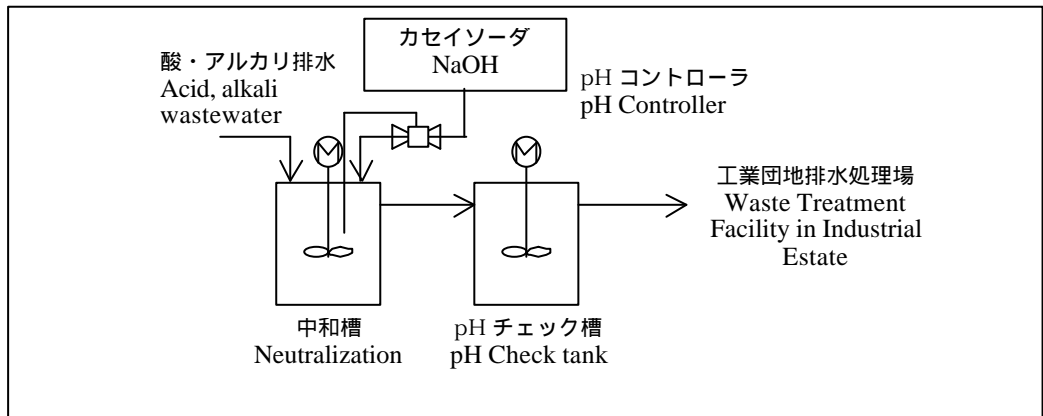 酸・アルカリ排水
Acid, alkali
wastewater
カセイソーダ
NaOH
pH コントローラ
pH Controller
M
M
工業団地排水処理場
Waste Treatment
Facility in Industrial
Estate
中和槽
Neutralization
pH チェック槽
pH Check tank